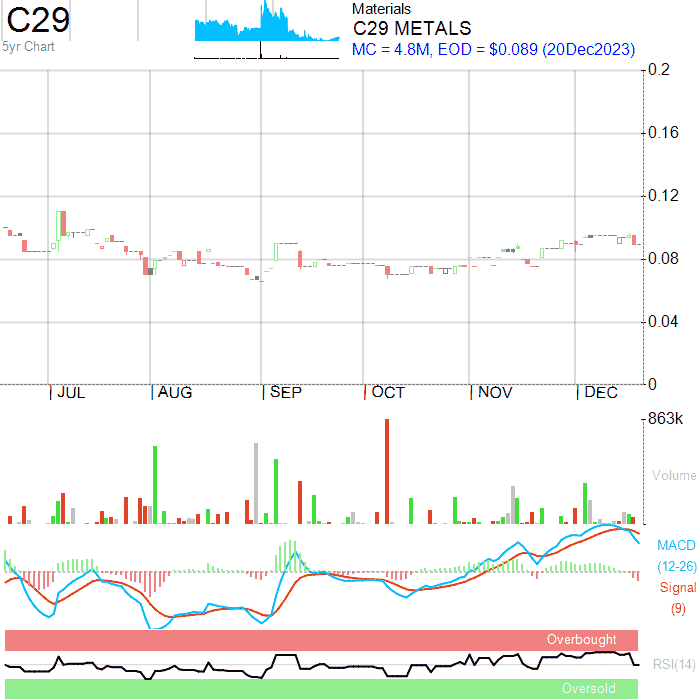 C29
5yr Chart
Materials
C29 METALS
MC = 4.8M, EOD = $0.089 (20Dec2023)
0.2
0.16
0.12
0.08
0.04
0
JUL AUG SEP OCT NOV DEC
863k
Volume
MACD
(12-26)
Signal
(9)
Overbought
RSI(14)
Oversold